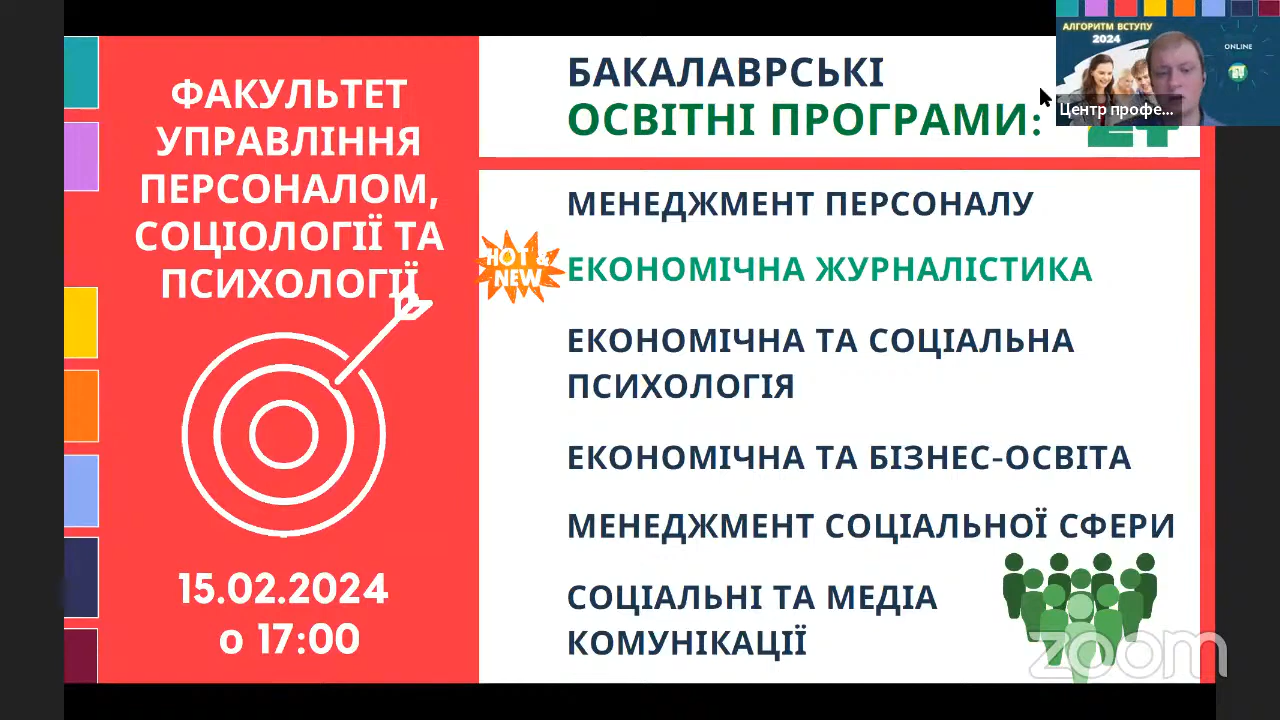 ФАКУЛЬТЕТ
УПРАВЛІННЯ
ПЕРСОНАЛОМ,
СОЦІОЛОГІЇ ТА
ПСИХОЛОГІЇ
15.02.2024
о 17:00
БАКАЛАВРСЬКІ
ОСВІТНІ ПРОГРАМИ:
МЕНЕДЖМЕНТ ПЕРСОНАЛУ
HOT &
NEW
ЕКОНОМІЧНА ЖУРНАЛІСТИКА
ЕКОНОМІЧНА ТА СОЦІАЛЬНА
ПСИХОЛОГІЯ
ЕКОНОМІЧНА ТА БІЗНЕС-ОСВІТА
МЕНЕДЖМЕНТ СОЦІАЛЬНОЇ СФЕРИ
СОЦІАЛЬНІ ТА МЕДІА
КОМУНІКАЦІЇ
АЛГОРИТМ ВСТУПУ
2024
ONLINE
Центр профе...
zoom